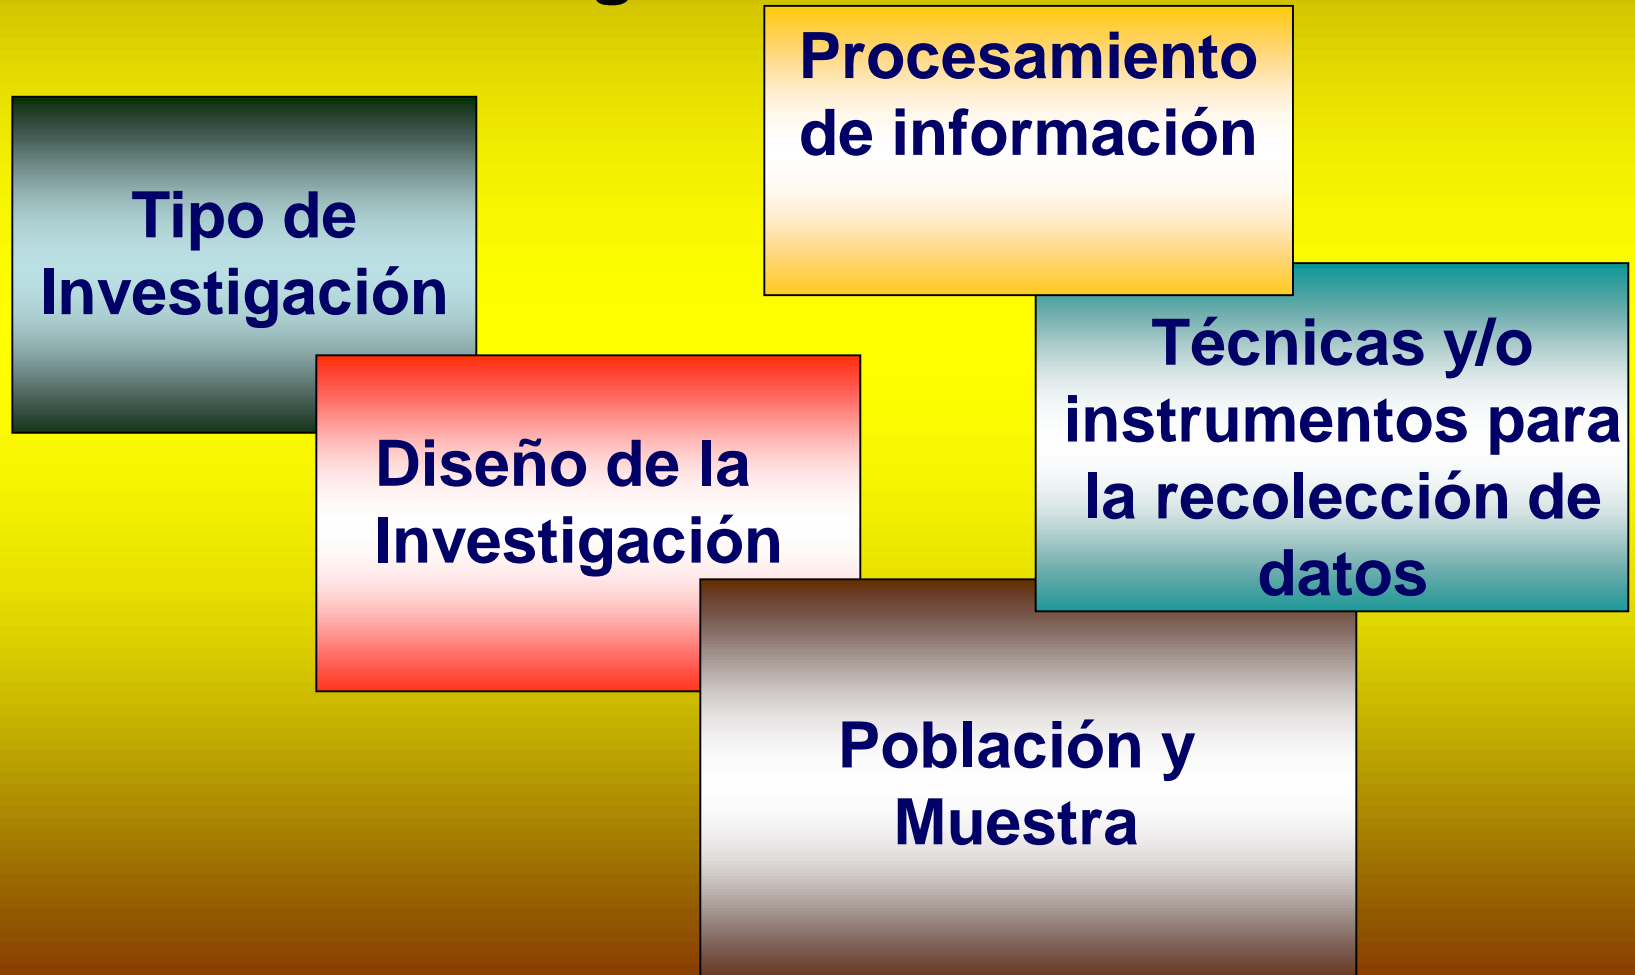 Tipo de
Investigación
Diseño de la
Investigación
Población y
Muestra
Técnicas y/o
instrumentos para
la recolección de
datos
Procesamiento
de información